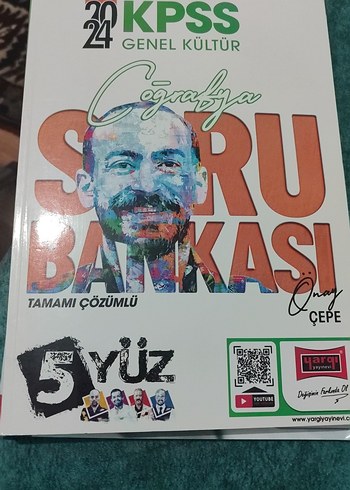 2024 KPSS
GENEL KÜLTÜR
Coğrafya
SORU
BANKASI
TAMAMI ÇÖZÜMLÜ
Önay
ÇEPE
5 YÜZ
YOUTUBE
yargı
yayınevi
Değişimin Farkında Ol
www.yargiyayinevi.c